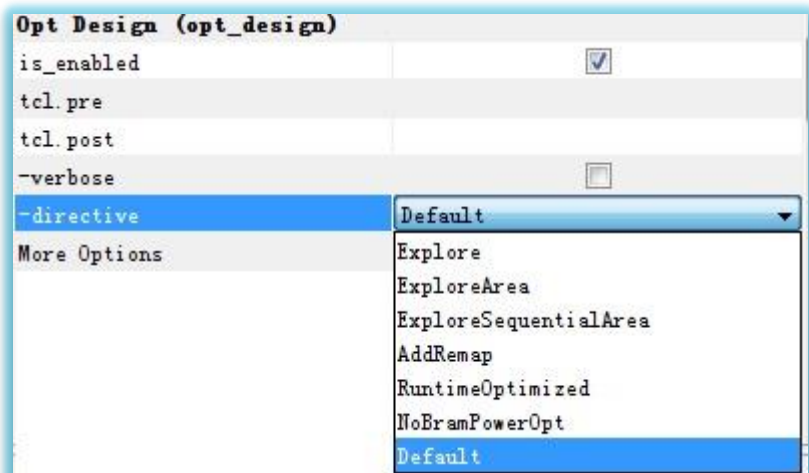 Opt Design (opt_design)
is_enabled
tcl.pre
tcl.post
-verbose
-directive Default
More Options
Explore
ExploreArea
ExploreSequentialArea
AddRemap
RuntimeOptimized
NoBramPowerOpt
Default